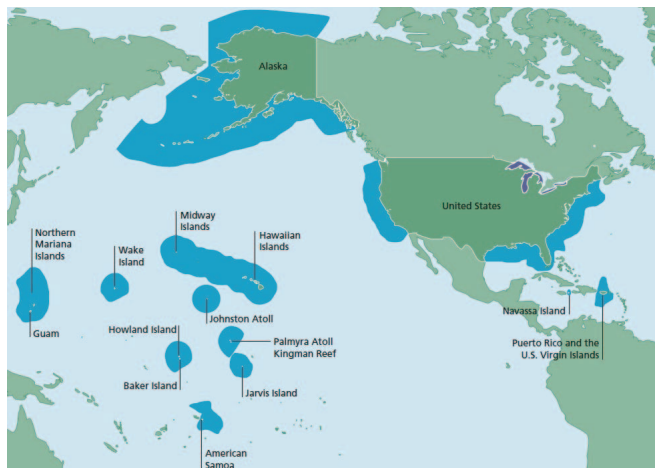 Alaska
United States
Northern
Mariana
Islands
Guam
Wake
Island
Midway
Islands
Hawaiian
Islands
Johnston Atoll
Howland Island
Baker Island
Palmyra Atoll
Kingman Reef
Jarvis Island
American
Samoa
Navassa Island
Puerto Rico and the
U.S. Virgin Islands